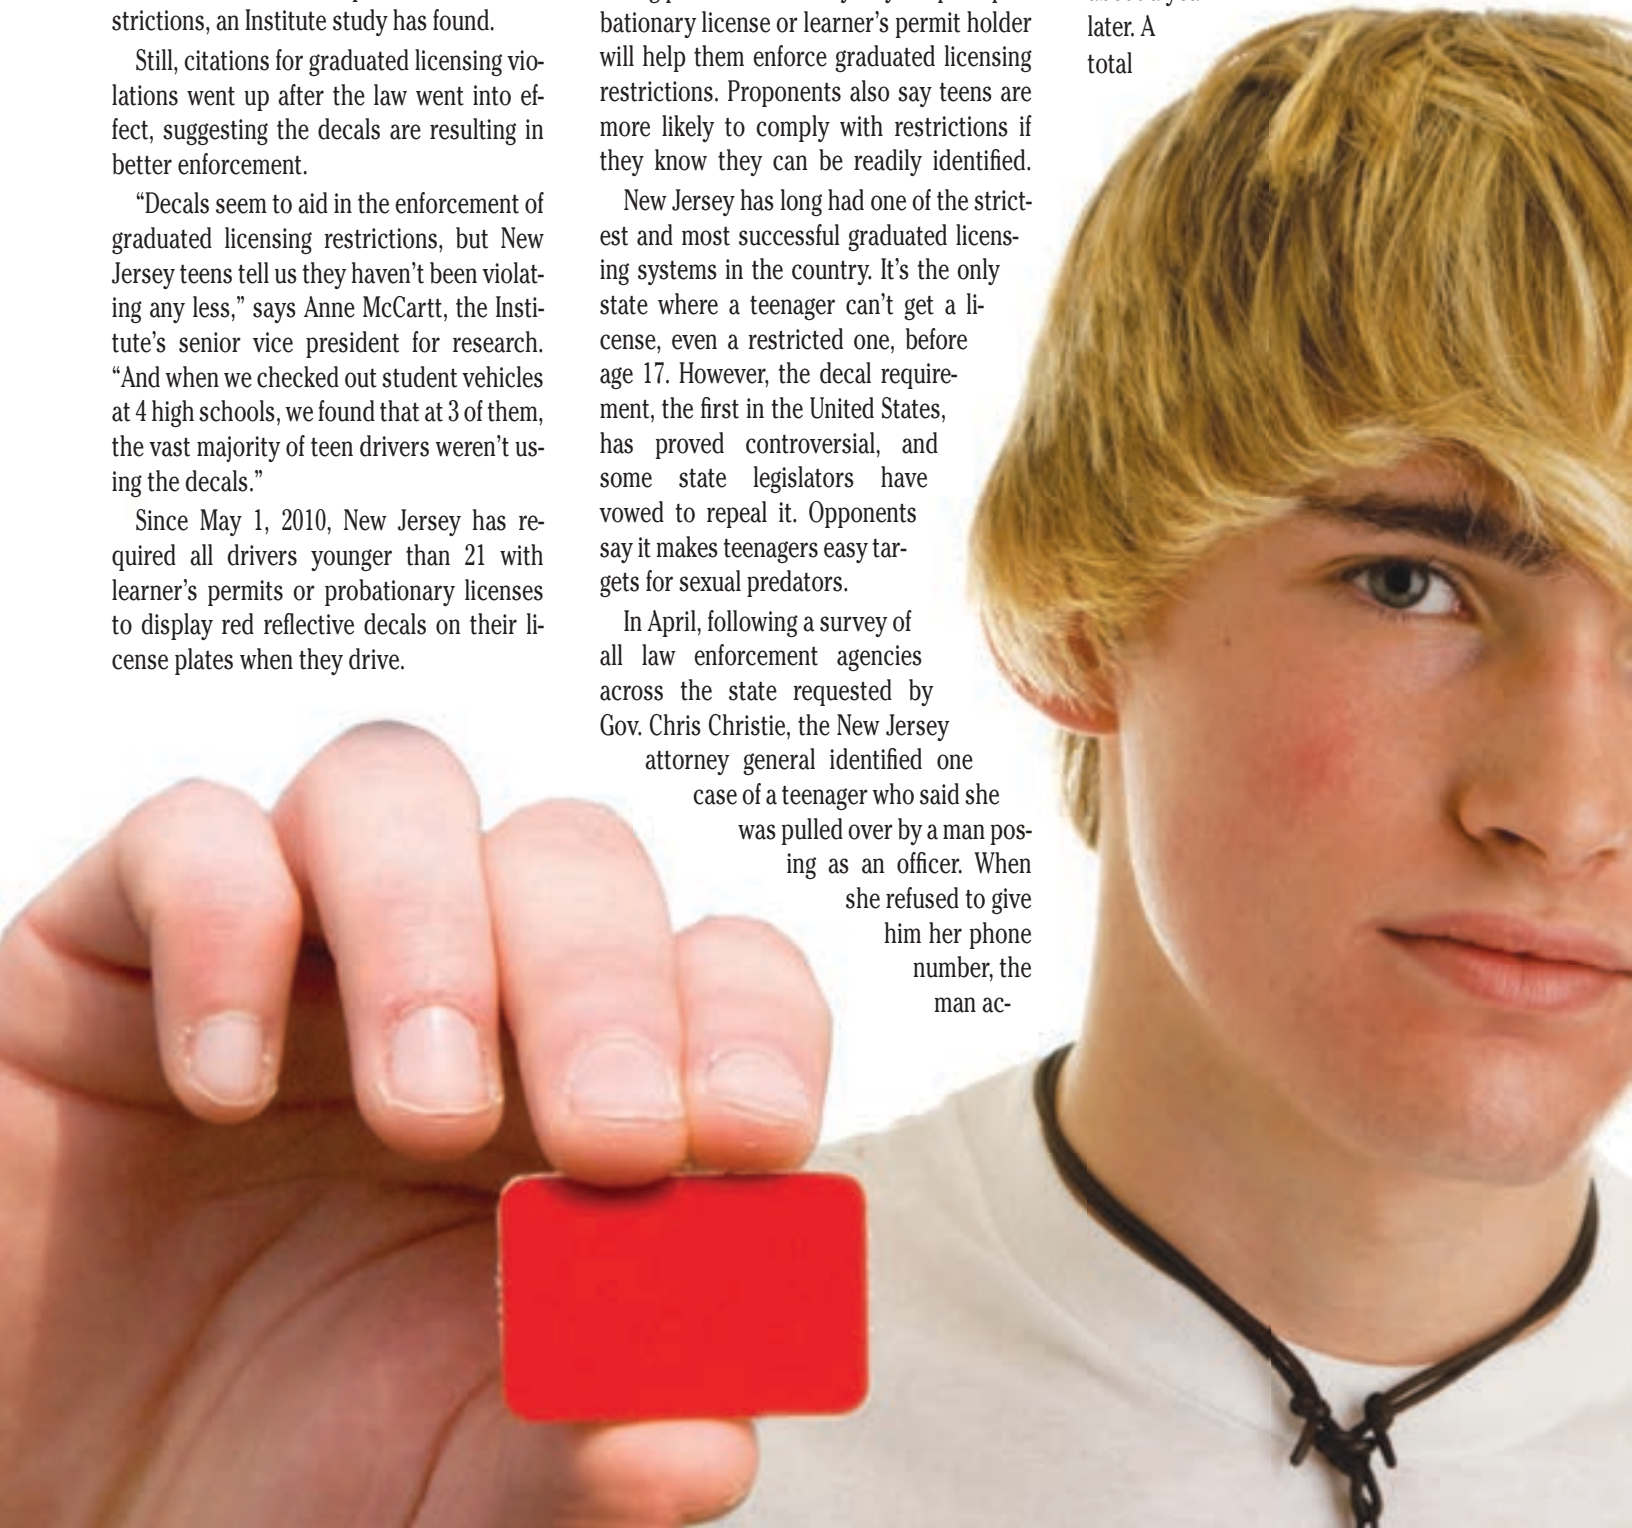 strictions, an Institute study has found.
Still, citations for graduated licensing vio-
lations went up after the law went into ef-
fect, suggesting the decals are resulting in
better enforcement.
“Decals seem to aid in the enforcement of
graduated licensing restrictions, but New
Jersey teens tell us they haven’t been violat-
ing any less,” says Anne McCartt, the Insti-
tute’s senior vice president for research.
“And when we checked out student vehicles
at 4 high schools, we found that at 3 of them,
the vast majority of teen drivers weren’t us-
ing the decals.”
Since May 1, 2010, New Jersey has re-
quired all drivers younger than 21 with
learner’s permits or probationary licenses
to display red reflective decals on their li-
cense plates when they drive.
bationary license or learner’s permit holder
will help them enforce graduated licensing
restrictions. Proponents also say teens are
more likely to comply with restrictions if
they know they can be readily identified.
New Jersey has long had one of the strict-
est and most successful graduated licens-
ing systems in the country. It’s the only
state where a teenager can’t get a li-
cense, even a restricted one, before
age 17. However, the decal require-
ment, the first in the United States,
has proved controversial, and
some state legislators have
vowed to repeal it. Opponents
say it makes teenagers easy tar-
gets for sexual predators.
In April, following a survey of
all law enforcement agencies
across the state requested by
Gov. Chris Christie, the New Jersey
attorney general identified one
case of a teenager who said she
was pulled over by a man pos-
ing as an officer. When
she refused to give
him her phone
number, the
man ac-
later. A
total